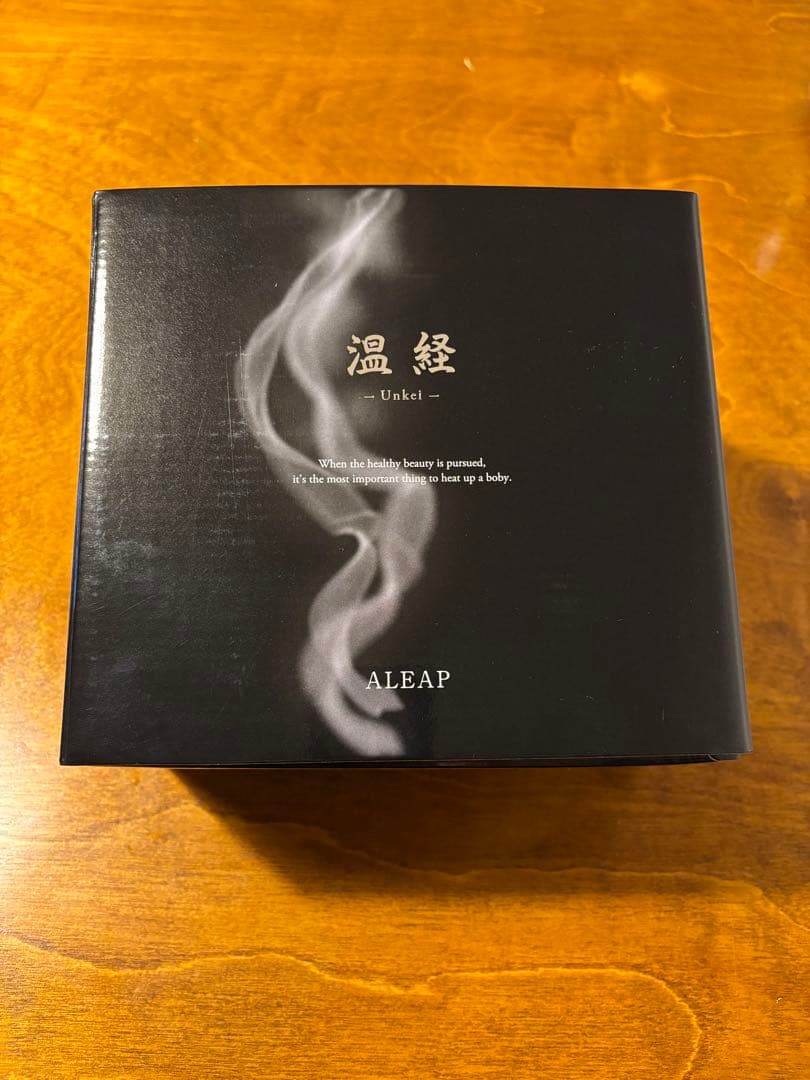 温経
→ Unkei →
When the healthy beauty is pursued,
it's the most important thing to heat up a boby.
ALEAP